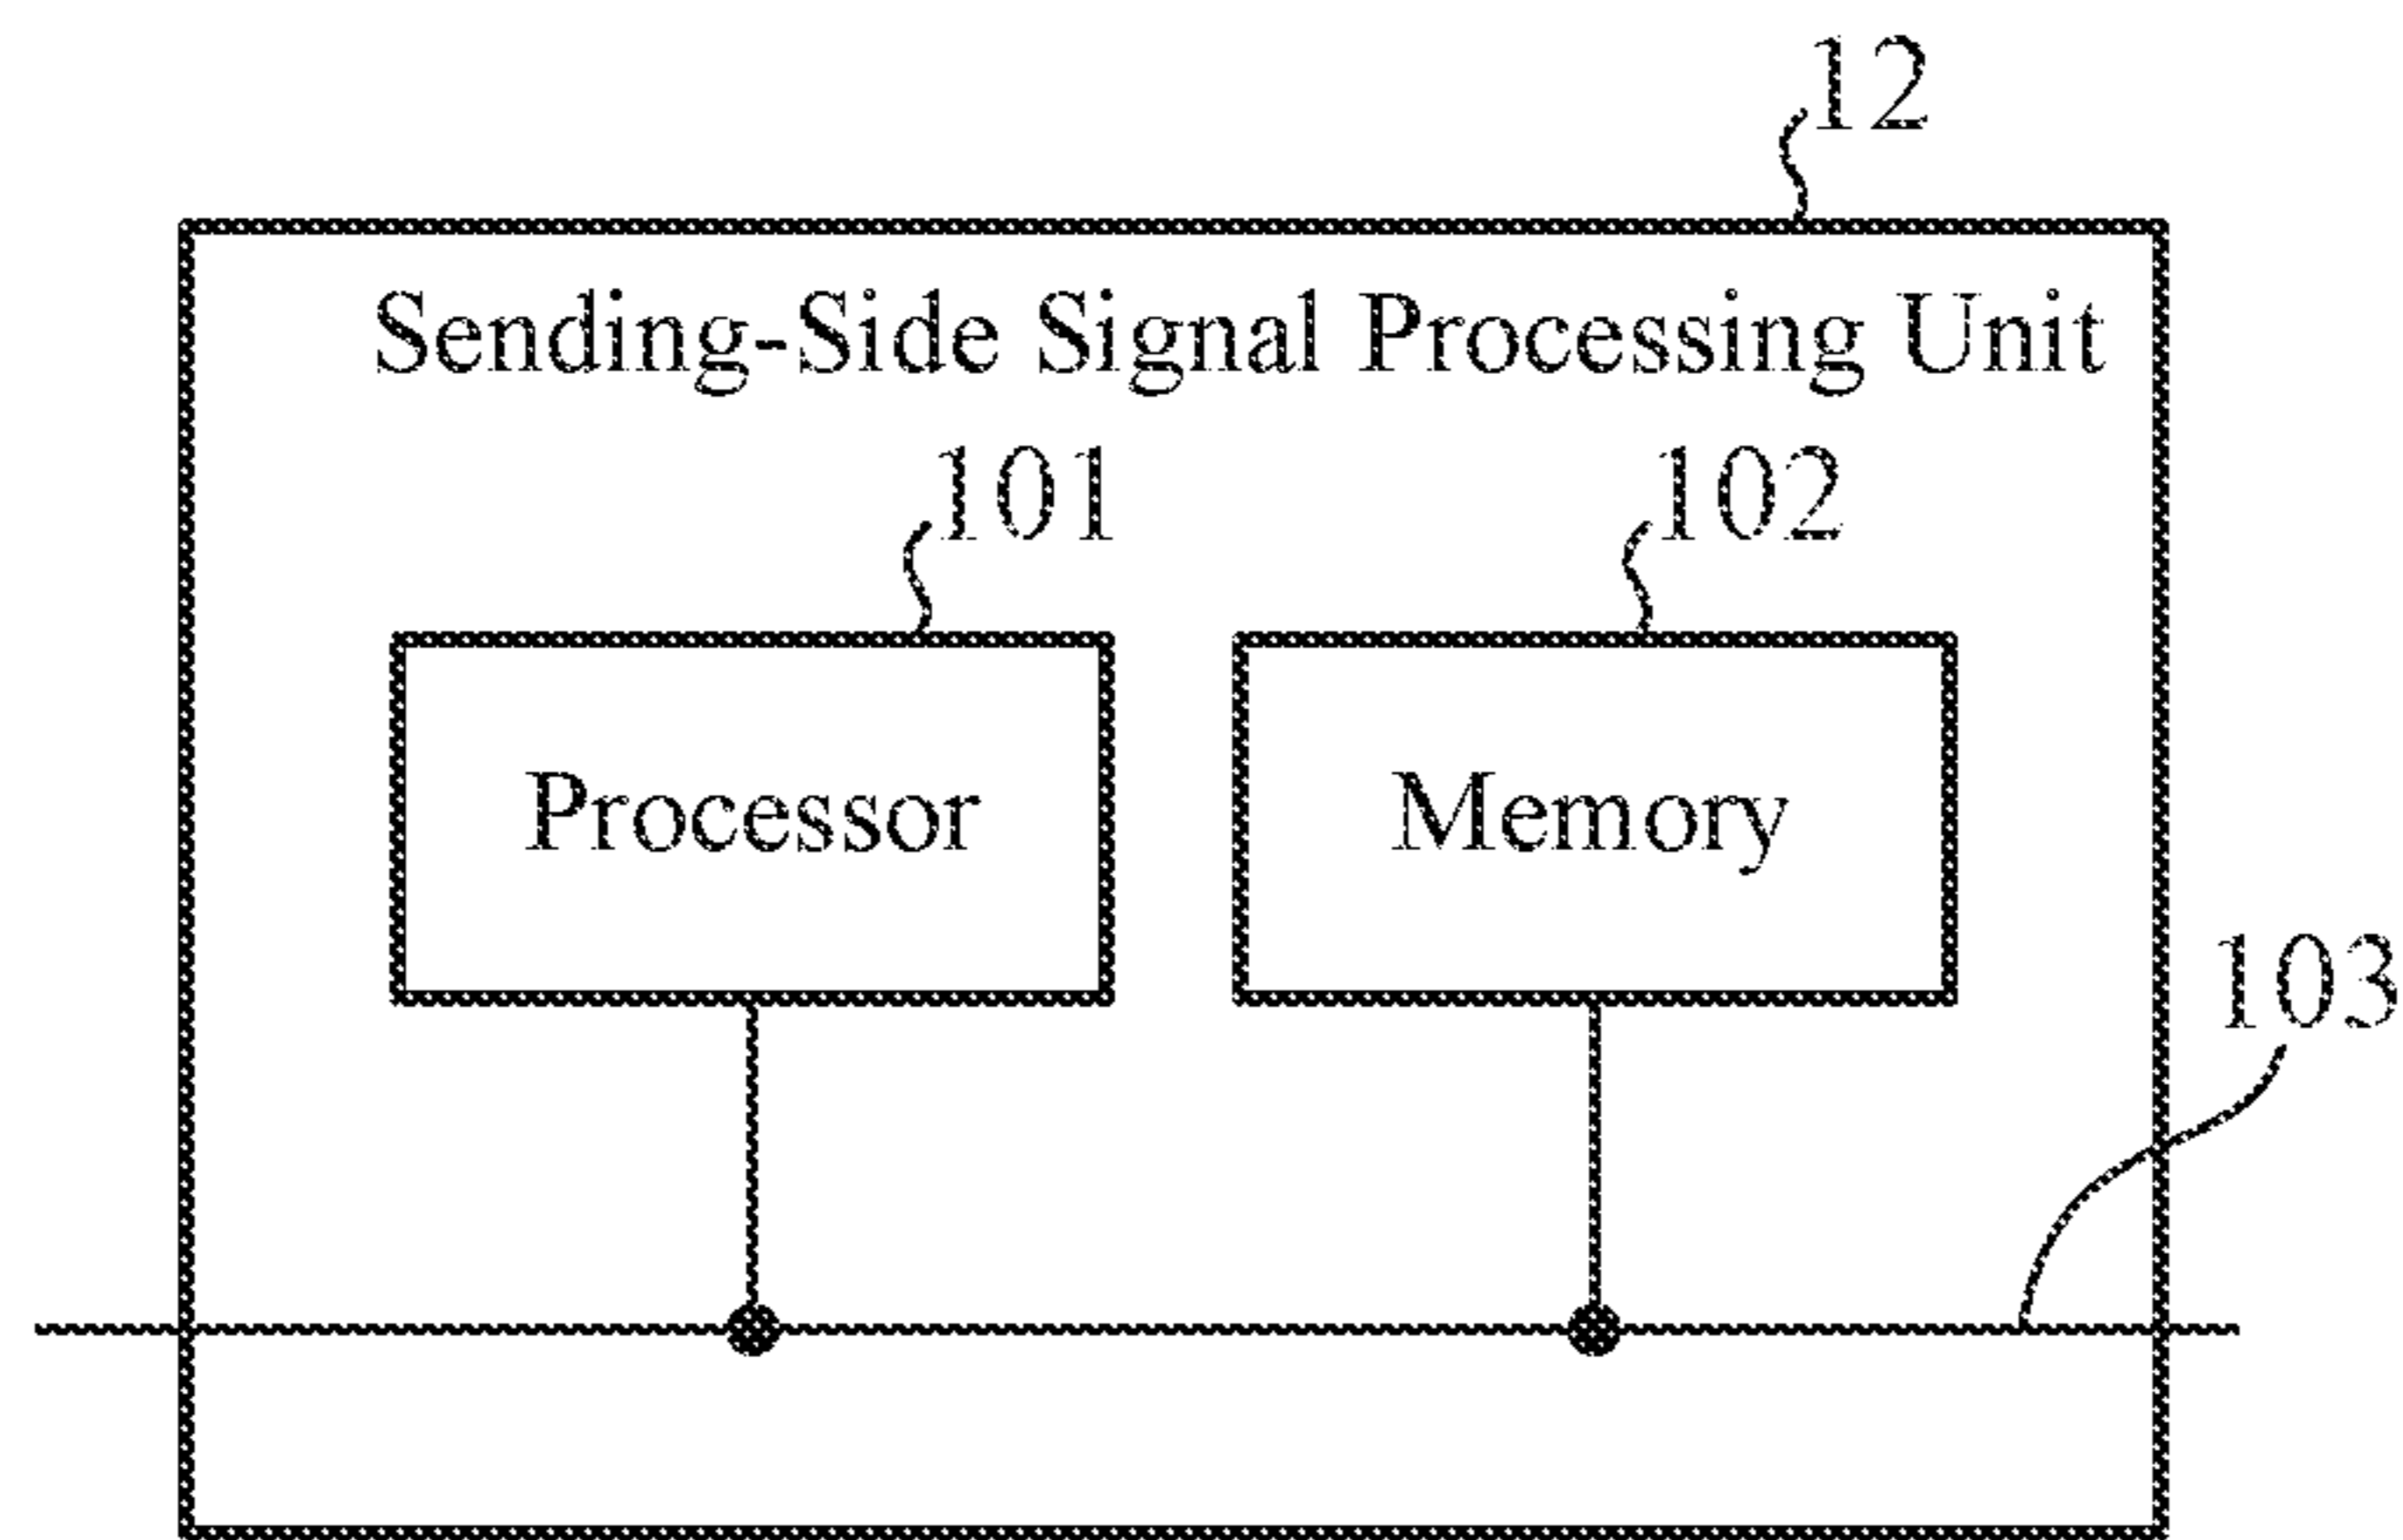 12
Sending-Side Signal Processing Unit
101
102
Processor
Memory
103